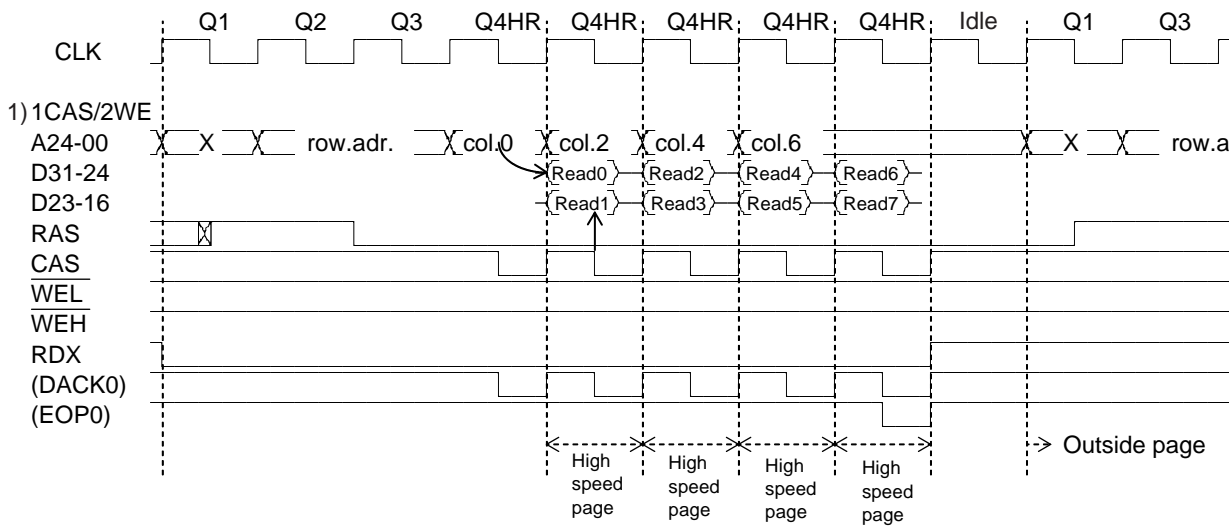 Q1 Q2 Q3 Q4HR Q4HR Q4HR Q4HR Q4HR Idle Q1 Q3
CLK
1) 1CAS/2WE
A24-00 X row.adr. col.0 col.2 col.4 col.6 X row.a
D31-24 Read0 Read2 Read4 Read6
D23-16 Read1 Read3 Read5 Read7
RAS
CAS
WEL
WEH
RDX
(DACK0)
(EOP0)
Outside page
High speed page
High speed page
High speed page
High speed page